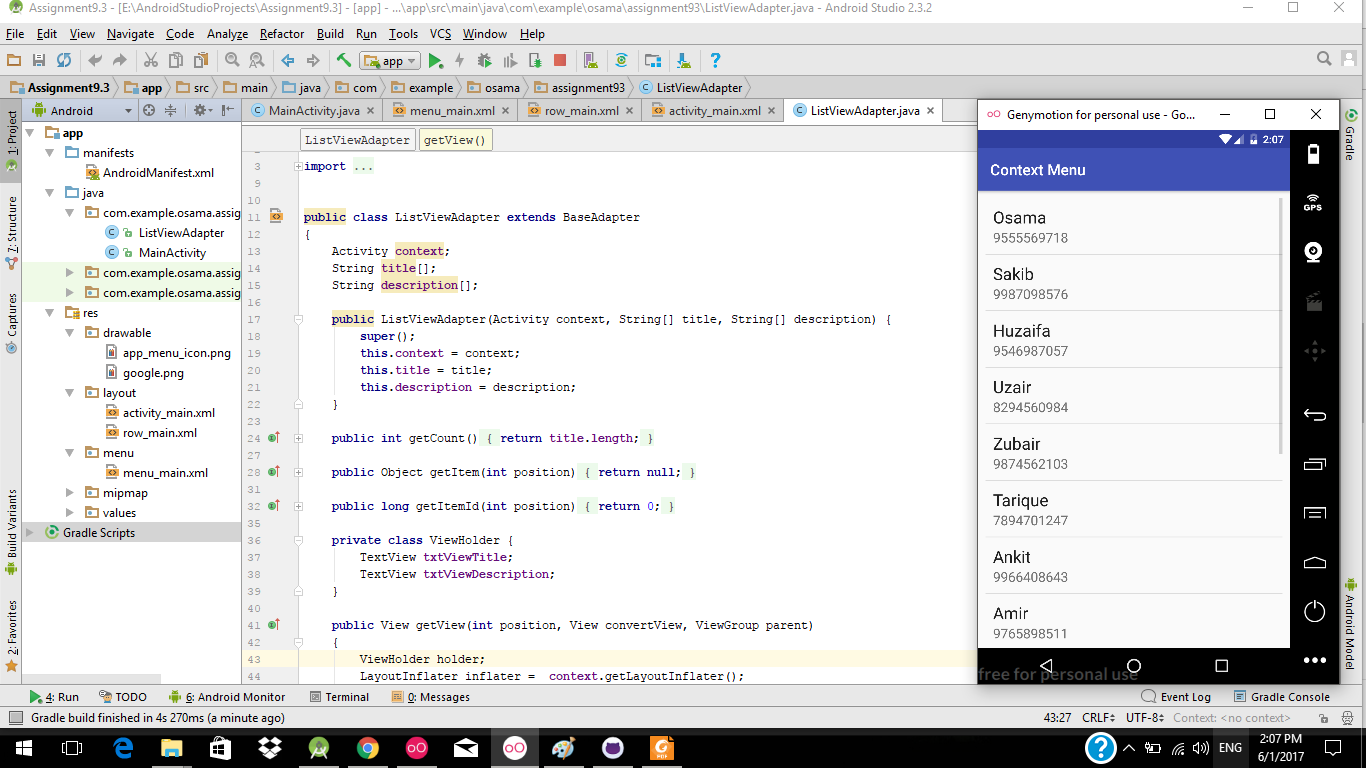 Assignment9.3 - [E:\AndroidStudioProjects\Assignment9.3] - [app] - ...\app\src\main\java\com\example\osama\assignment93\ListViewAdapter.java - Android Studio 2.3.2
File Edit View Navigate Code Analyze Refactor Build Run Tools VCS Window Help
app
Assignment9.3 app src main java com example osama assignment93 ListViewAdapter
Android
MainActivity.java menu_main.xml row_main.xml activity_main.xml ListViewAdapter.java
1: Project
7: Structure
Captures
Build Variants
2: Favorites
app
manifests
AndroidManifest.xml
java
com.example.osama.assig
ListViewAdapter
MainActivity
com.example.osama.assig
com.example.osama.assig
res
drawable
app_menu_icon.png
google.png
layout
activity_main.xml
row_main.xml
menu
menu_main.xml
mipmap
values
Gradle Scripts
ListViewAdapter getView()
3 import ...
9
10
11 public class ListViewAdapter extends BaseAdapter
12 {
13 Activity context;
14 String title[];
15 String description[];
16
17 public ListViewAdapter(Activity context, String[] title, String[] description) {
18 super();
19 this.context = context;
20 this.title = title;
21 this.description = description;
22 }
23
24 public int getCount() { return title.length; }
27
28 public Object getItem(int position) { return null; }
31
32 public long getItemId(int position) { return 0; }
35
36 private class ViewHolder {
37 TextView txtViewTitle;
38 TextView txtViewDescription;
39 }
40
41 public View getView(int position, View convertView, ViewGroup parent)
42 {
43 ViewHolder holder;
44 LayoutInflater inflater = context.getLayoutInflater();
Genymotion for personal use - Go...
2:07
Context Menu
Osama
9555569718
Sakib
9987098576
Huzaifa
9546987057
Uzair
8294560984
Zubair
9874562103
Tarique
7894701247
Ankit
9966408643
Amir
9765898511
free for personal use
GPS
Gradle
Android Model
4: Run TODO 6: Android Monitor Terminal 0: Messages Event Log Gradle Console
Gradle build finished in 4s 270ms (a minute ago) 43:27 CRLF UTF-8 Context: <no context>
ENG
2:07 PM
6/1/2017
PDF